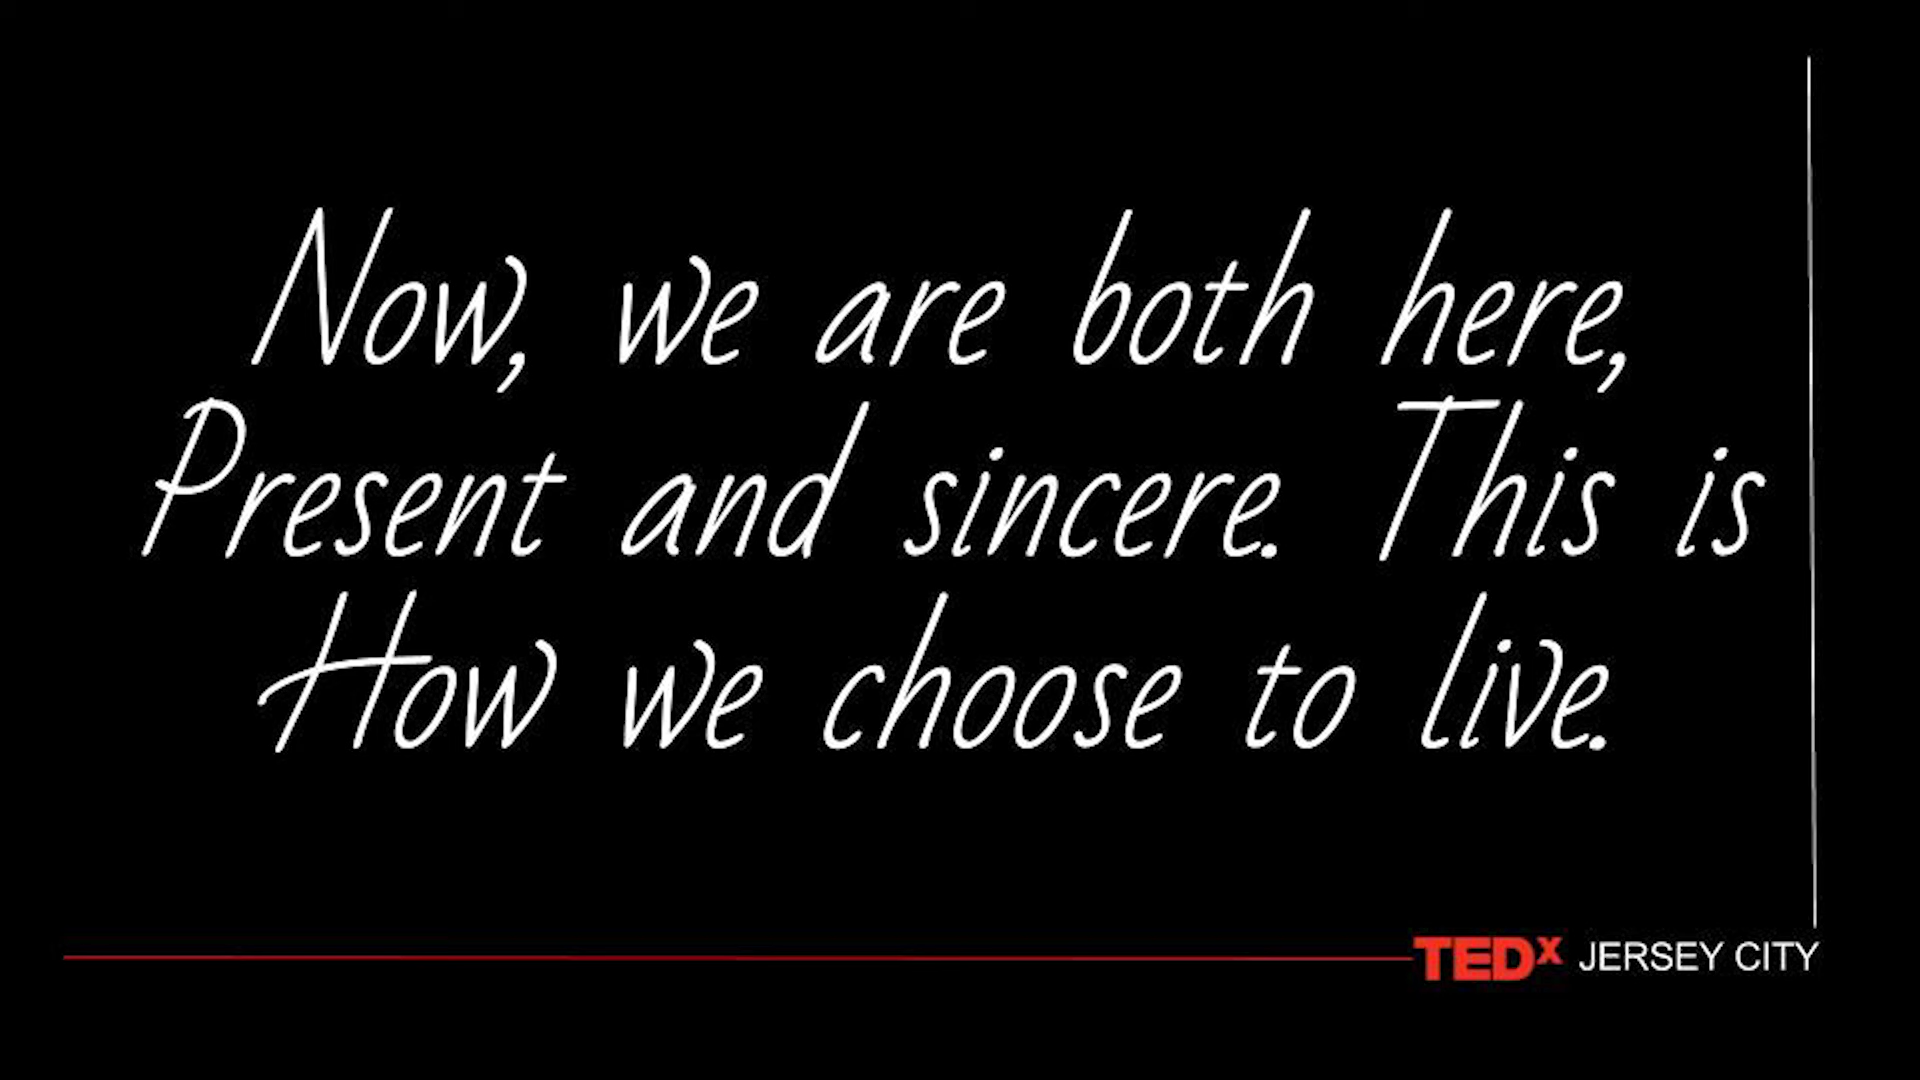 Now, we are both here,
Present and sincere. This is
How we choose to live.
TEDx JERSEY CITY